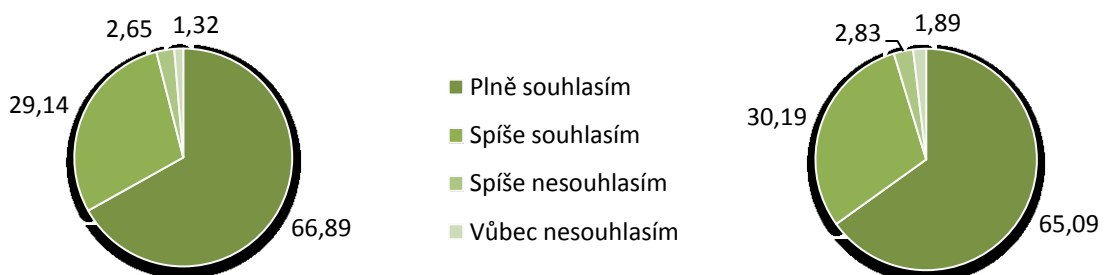 2,65
1,32
29,14
66,89
Plně souhlasím
Spíše souhlasím
Spíše nesouhlasím
Vůbec nesouhlasím
2,83
1,89
30,19
65,09